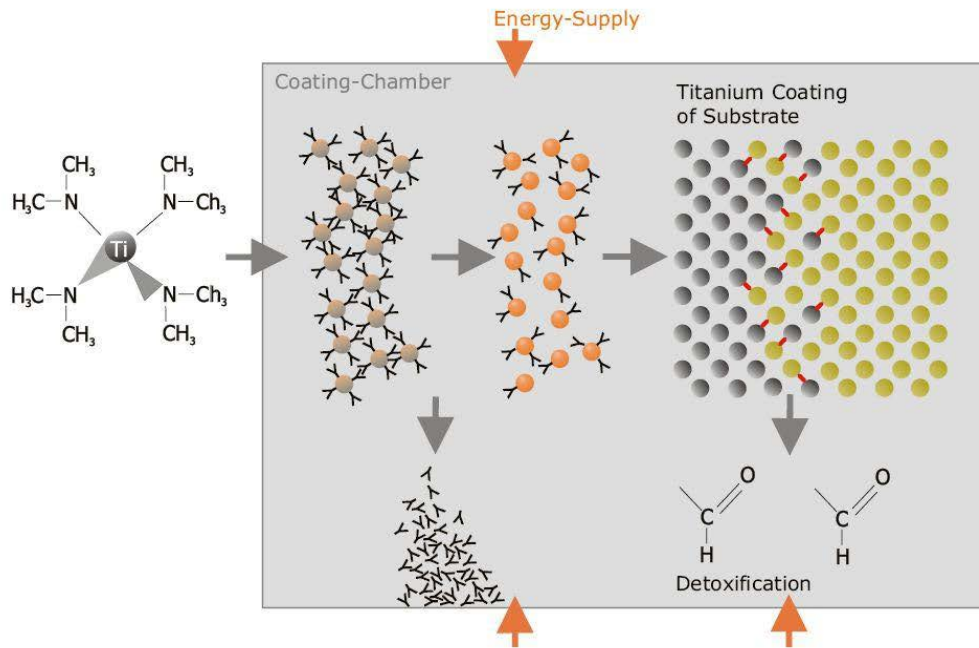 Energy-Supply
Coating-Chamber
Titanium Coating
of Substrate
CH₃
CH₃
H₃C
N
N
Ch₃
Ti
H₃C
N
N
Ch₃
CH₃
CH₃
O
O
C
C
H
H
Detoxification